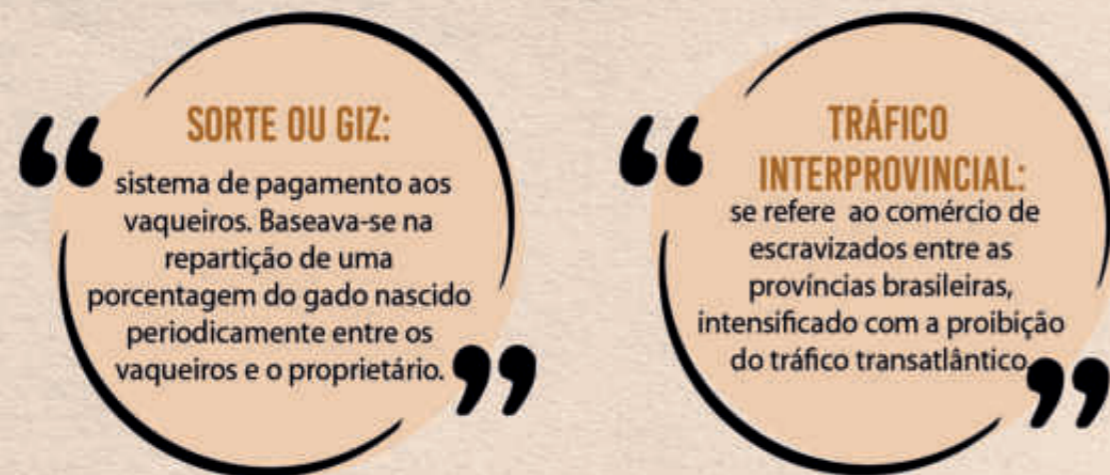 SORTE OU GIZ:
sistema de pagamento aos
vaqueiros. Baseava-se na
repartição de uma
porcentagem do gado nascido
periodicamente entre os
vaqueiros e o proprietário.
TRÁFICO
INTERPROVINCIAL:
se refere ao comércio de
escravizados entre as
províncias brasileiras,
intensificado com a proibição
do tráfico transatlântico.